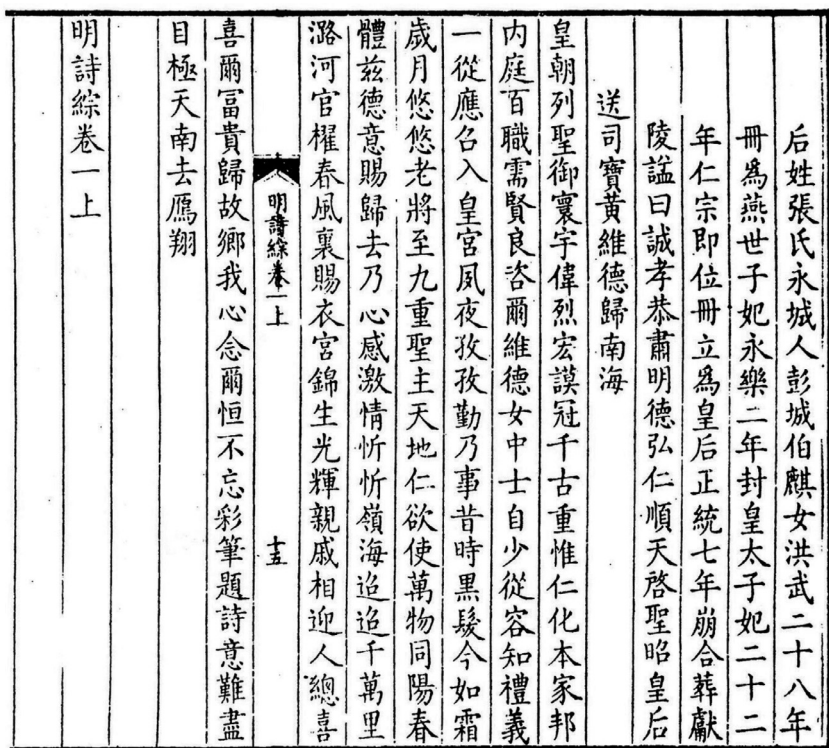 后姓張氏永城人彭城伯麒女洪武二十八年
冊爲燕世子妃永樂二年封皇太子妃二十二
年仁宗即位冊立爲皇后正統七年崩合葬獻
陵諡曰誠孝恭肅明德弘仁順天啓聖昭皇后
送司寶黃維德歸南海
皇朝列聖御寰宇偉烈宏謨冠千古重惟仁化本家邦
内庭百職需賢良咨爾維德女中士自少從容知禮義
一從應召入皇宮夙夜孜孜勤乃事昔時黑髮今如霜
歲月悠悠老將至九重聖主天地仁欲使萬物同陽春
體兹德意賜歸去乃心感激情忻忻嶺海迢迢千萬里
潞河官櫂春風裏賜衣宮錦生光輝親戚相迎人總喜
明詩綜卷一上
十五
喜爾冨貴歸故鄉我心念爾恒不忘彩筆題詩意難盡
目極天南去鴈翔
明詩綜卷一上